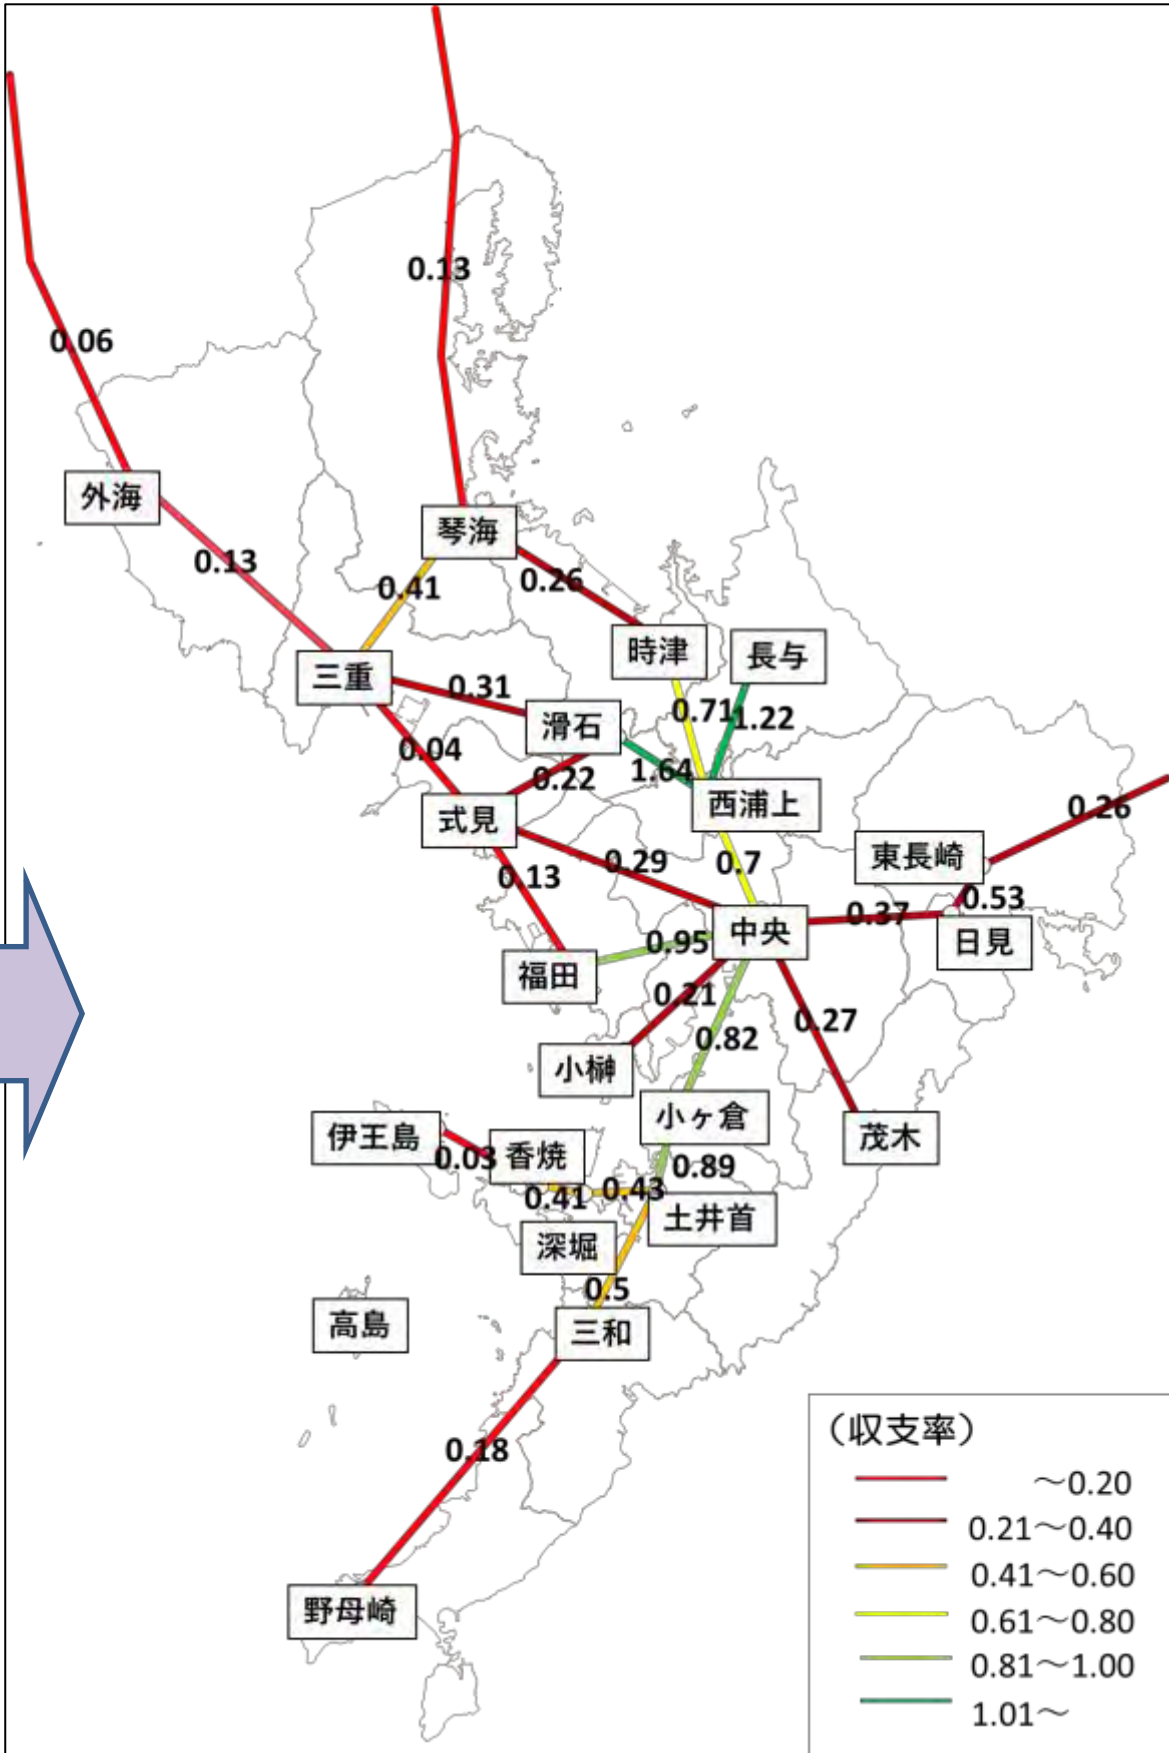 0.13
0.06
外海
琴海
0.13
0.41
0.26
時津
長与
三重
0.31
滑石
0.71
1.22
0.04
0.22
1.64
西浦上
式見
0.26
東長崎
0.29
0.7
0.13
0.53
0.37
中央
日見
0.95
福田
0.21
0.27
0.82
小榊
小ヶ倉
伊王島
香焼
茂木
0.03
0.89
0.41
0.43
土井首
深堀
0.5
高島
三和
0.18
野母崎
（収支率）
～0.20
0.21～0.40
0.41～0.60
0.61～0.80
0.81～1.00
1.01～